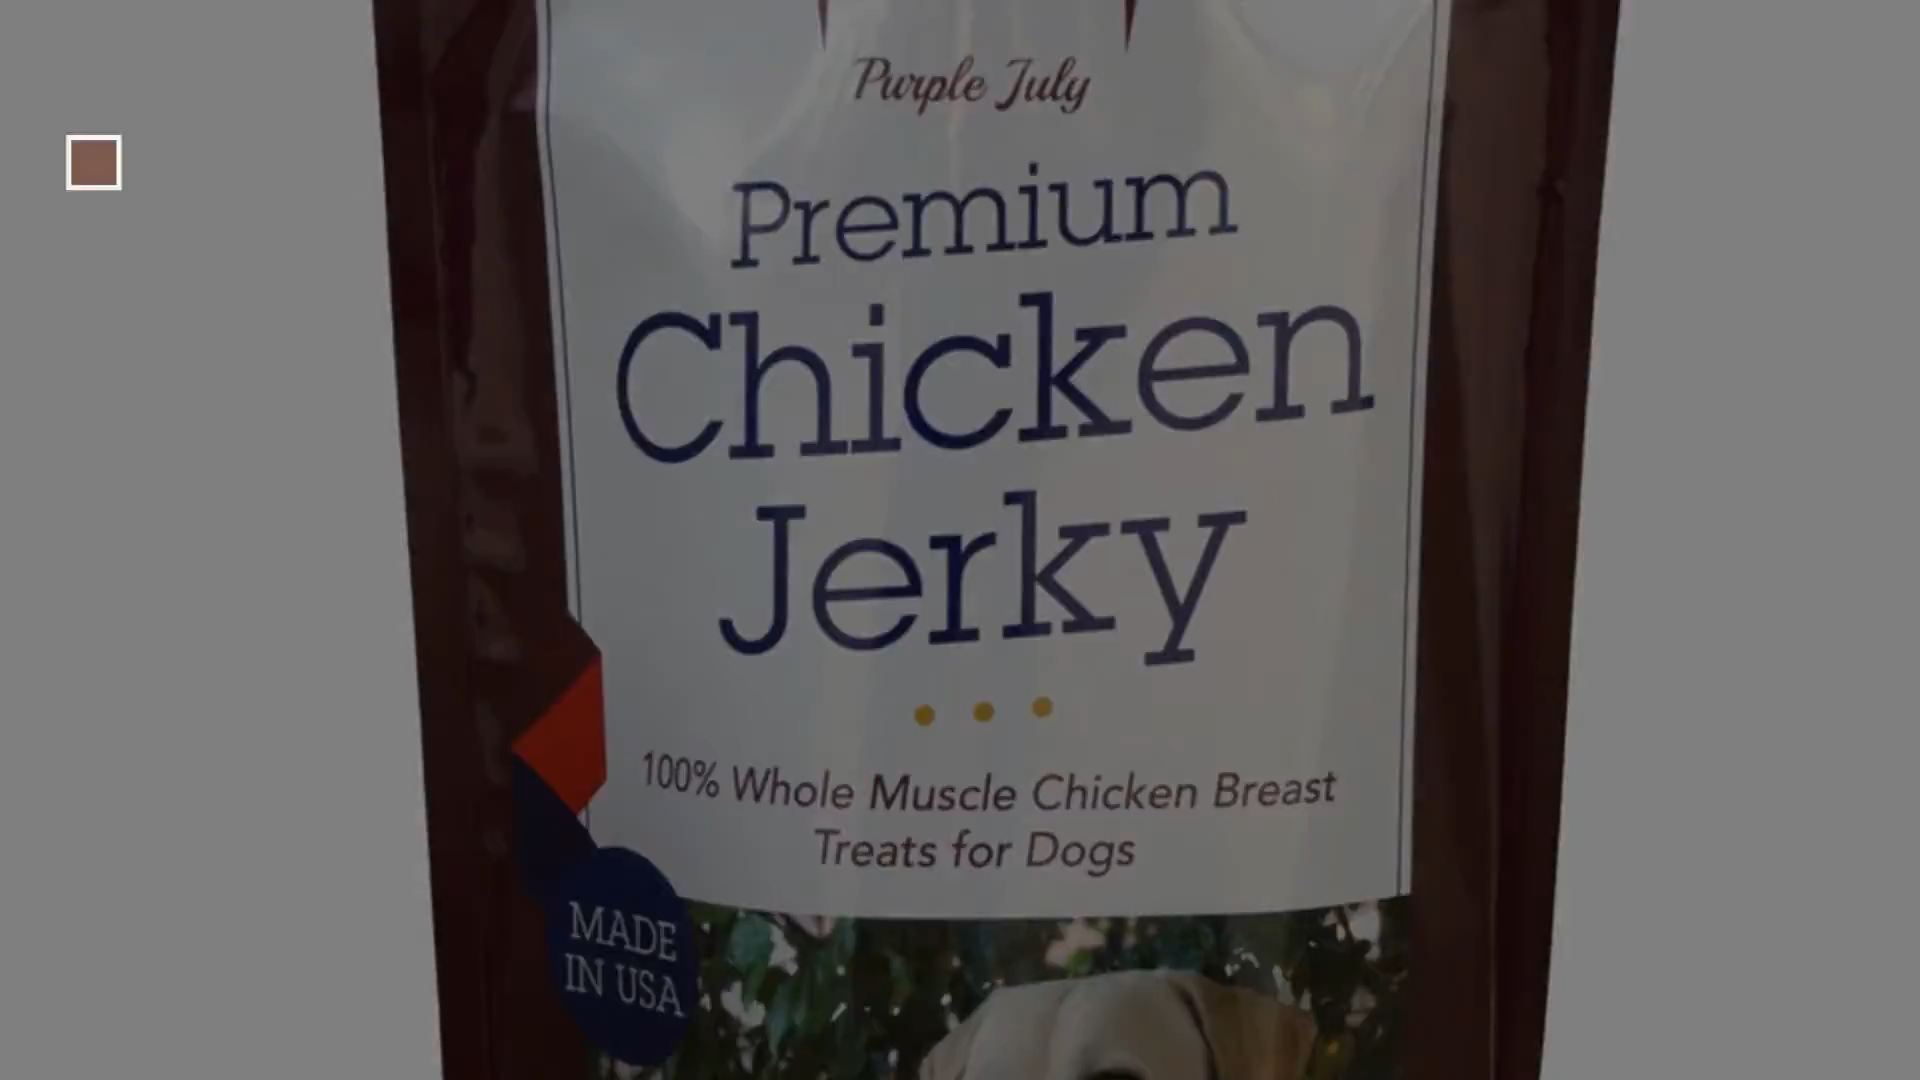 Purple July
Premium
Chicken
Jerky
100% Whole Muscle Chicken Breast
Treats for Dogs
MADE
IN USA